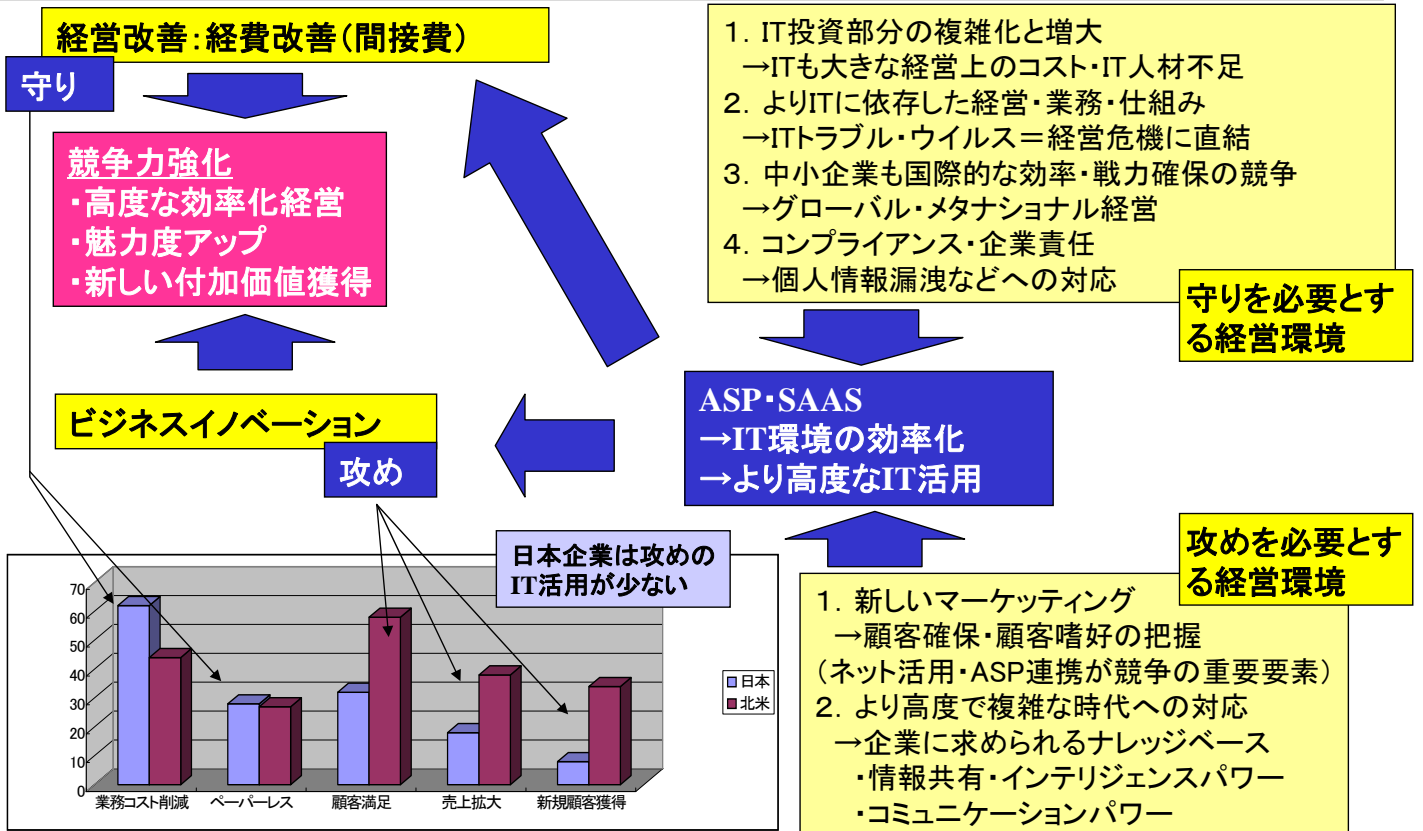 経営改善：経費改善（間接費）
守り
競争力強化
・高度な効率化経営
・魅力度アップ
・新しい付加価値獲得
ビジネスイノベーション
攻め
1．IT投資部分の複雑化と増大
→ITも大きな経営上のコスト・IT人材不足
2．よりITに依存した経営・業務・仕組み
→ITトラブル・ウイルス＝経営危機に直結
3．中小企業も国際的な効率・戦力確保の競争
→グローバル・メタナショナル経営
4．コンプライアンス・企業責任
→個人情報漏洩などへの対応
守りを必要とす
る経営環境
ASP・SAAS
→IT環境の効率化
→より高度なIT活用
攻めを必要とす
る経営環境
1．新しいマーケッティング
→顧客確保・顧客嗜好の把握
（ネット活用・ASP連携が競争の重要要素）
2．より高度で複雑な時代への対応
→企業に求められるナレッジベース
・情報共有・インテリジェンスパワー
・コミュニケーションパワー
日本企業は攻めの
IT活用が少ない
70
60
50
40
30
20
10
0
業務コスト削減 ペーパーレス 顧客満足 売上拡大 新規顧客獲得
日本
北米